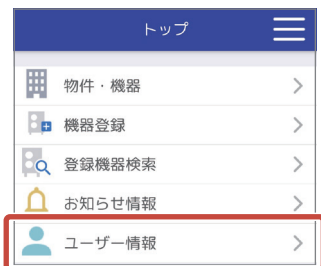 トップ
物件・機器
機器登録
登録機器検索
お知らせ情報
ユーザー情報